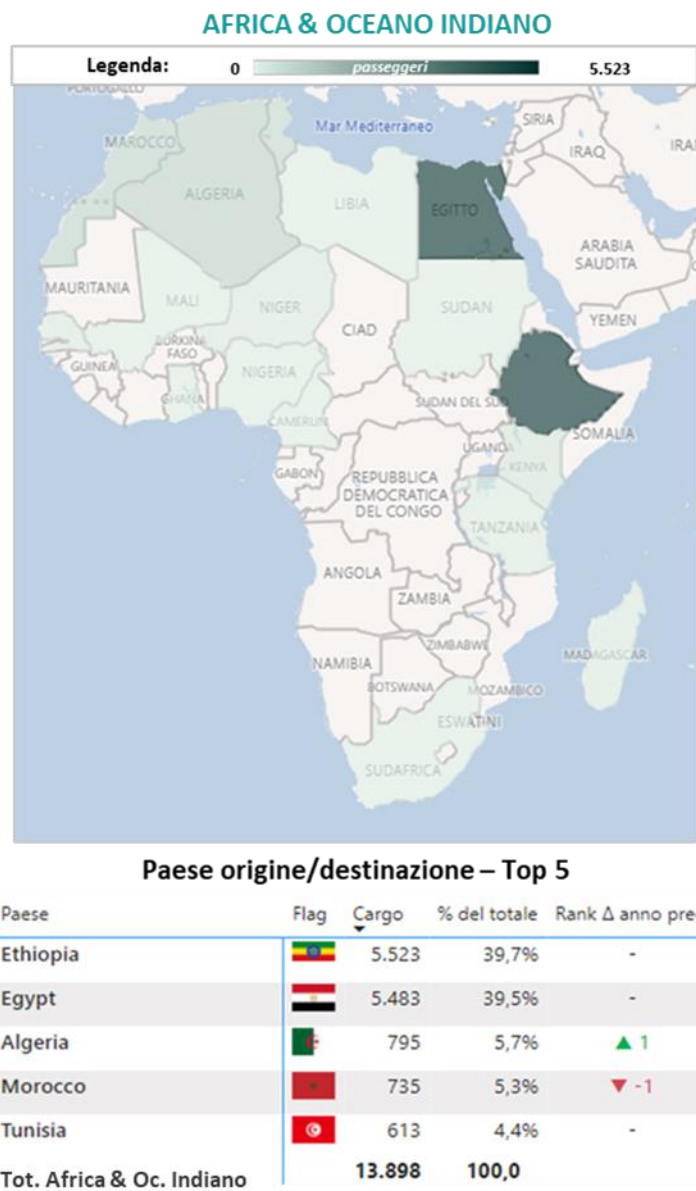 AFRICA & OCEANO INDIANO
Legenda: 0 passeggeri 5.523
PORTOGALLO
Mar Mediterraneo
SIRIA
MAROCCO
IRAQ
ALGERIA
LIBIA
EGITTO
ARABIA
SAUDITA
MAURITANIA
MALI
NIGER
SUDAN
CIAD
YEMEN
BURKINA
FASO
GUINEA
NIGERIA
GHANA
SUDAN DEL SUD
CAMERUN
SOMALIA
UGANDA
KENYA
GABON
REPUBBLICA
DEMOCRATICA
DEL CONGO
TANZANIA
ANGOLA
ZAMBIA
ZIMBABWE
MADAGASCAR
NAMIBIA
BOTSWANA
MOZAMBICO
ESWATINI
SUDAFRICA
Paese origine/destinazione – Top 5
Paese Flag Cargo % del totale Rank Δ anno pre
Ethiopia 5.523 39,7% -
Egypt 5.483 39,5% -
Algeria 795 5,7% ▲ 1
Morocco 735 5,3% ▼ -1
Tunisia 613 4,4% -
Tot. Africa & Oc. Indiano 13.898 100,0